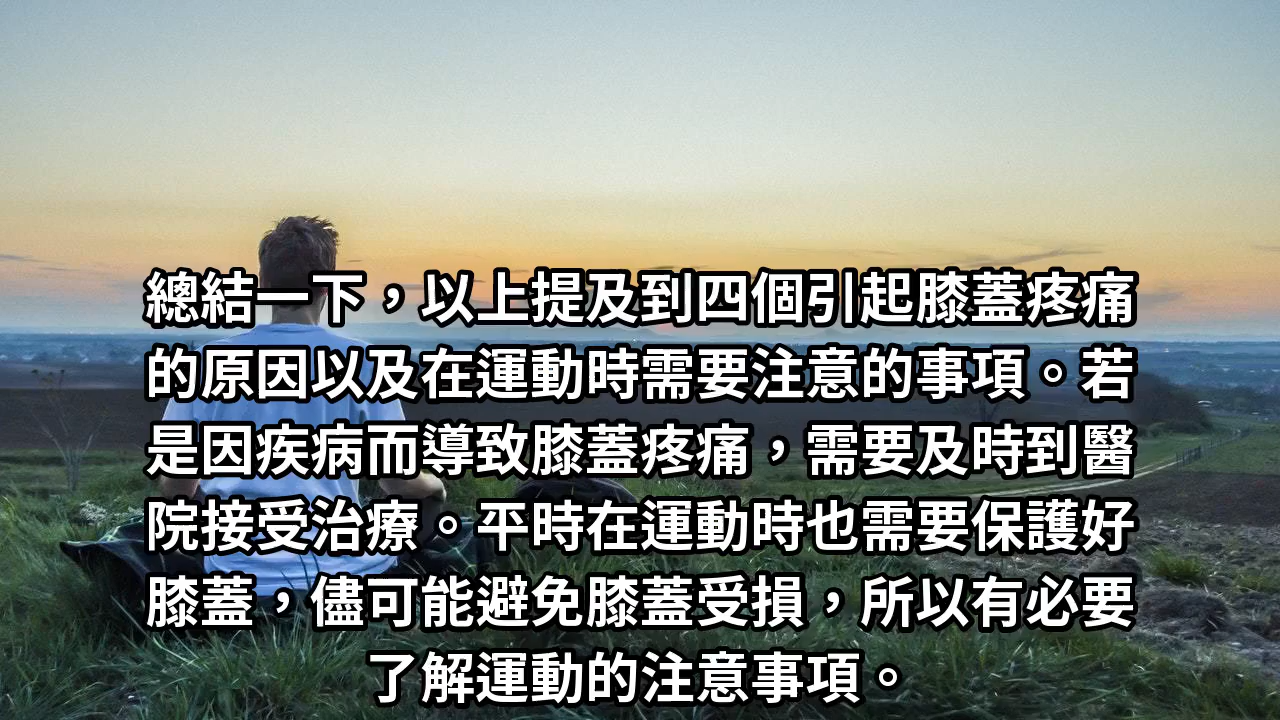 總結一下，以上提及到四個引起膝蓋疼痛
的原因以及在運動時需要注意的事項。若
是因疾病而導致膝蓋疼痛，需要及時到醫
院接受治療。平時在運動時也需要保護好
膝蓋，儘可能避免膝蓋受損，所以有必要
了解運動的注意事項。